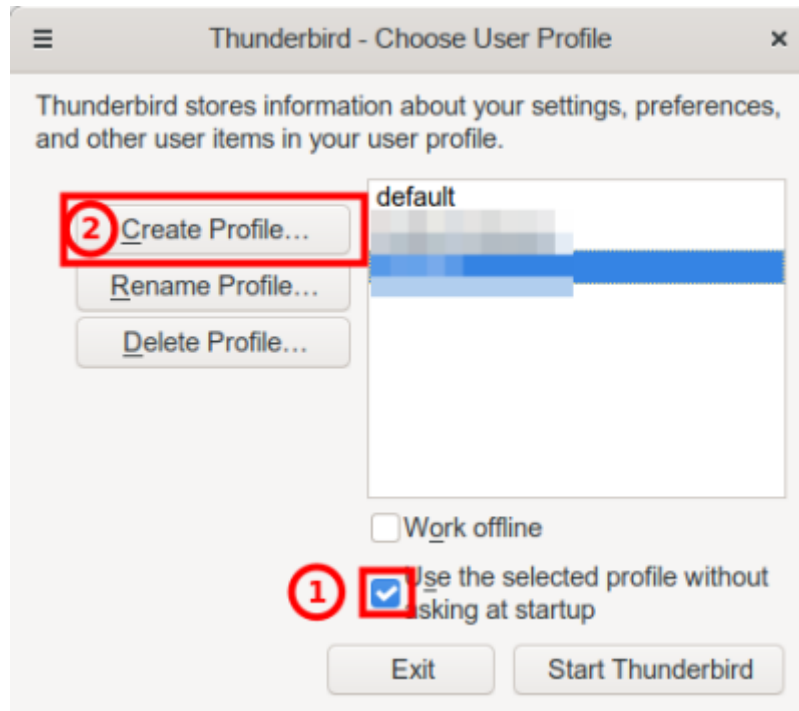 Thunderbird - Choose User Profile
Thunderbird stores information about your settings, preferences,
and other user items in your user profile.
default
2
Create Profile...
Rename Profile...
Delete Profile...
Work offline
1
Use the selected profile without
asking at startup
Exit
Start Thunderbird